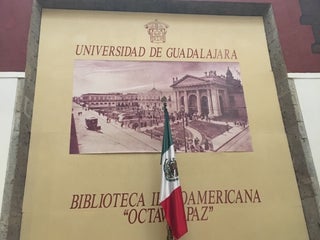 UNIVERSIDAD DE GUADALAJARA
BIBLIOTECA
PAZ"